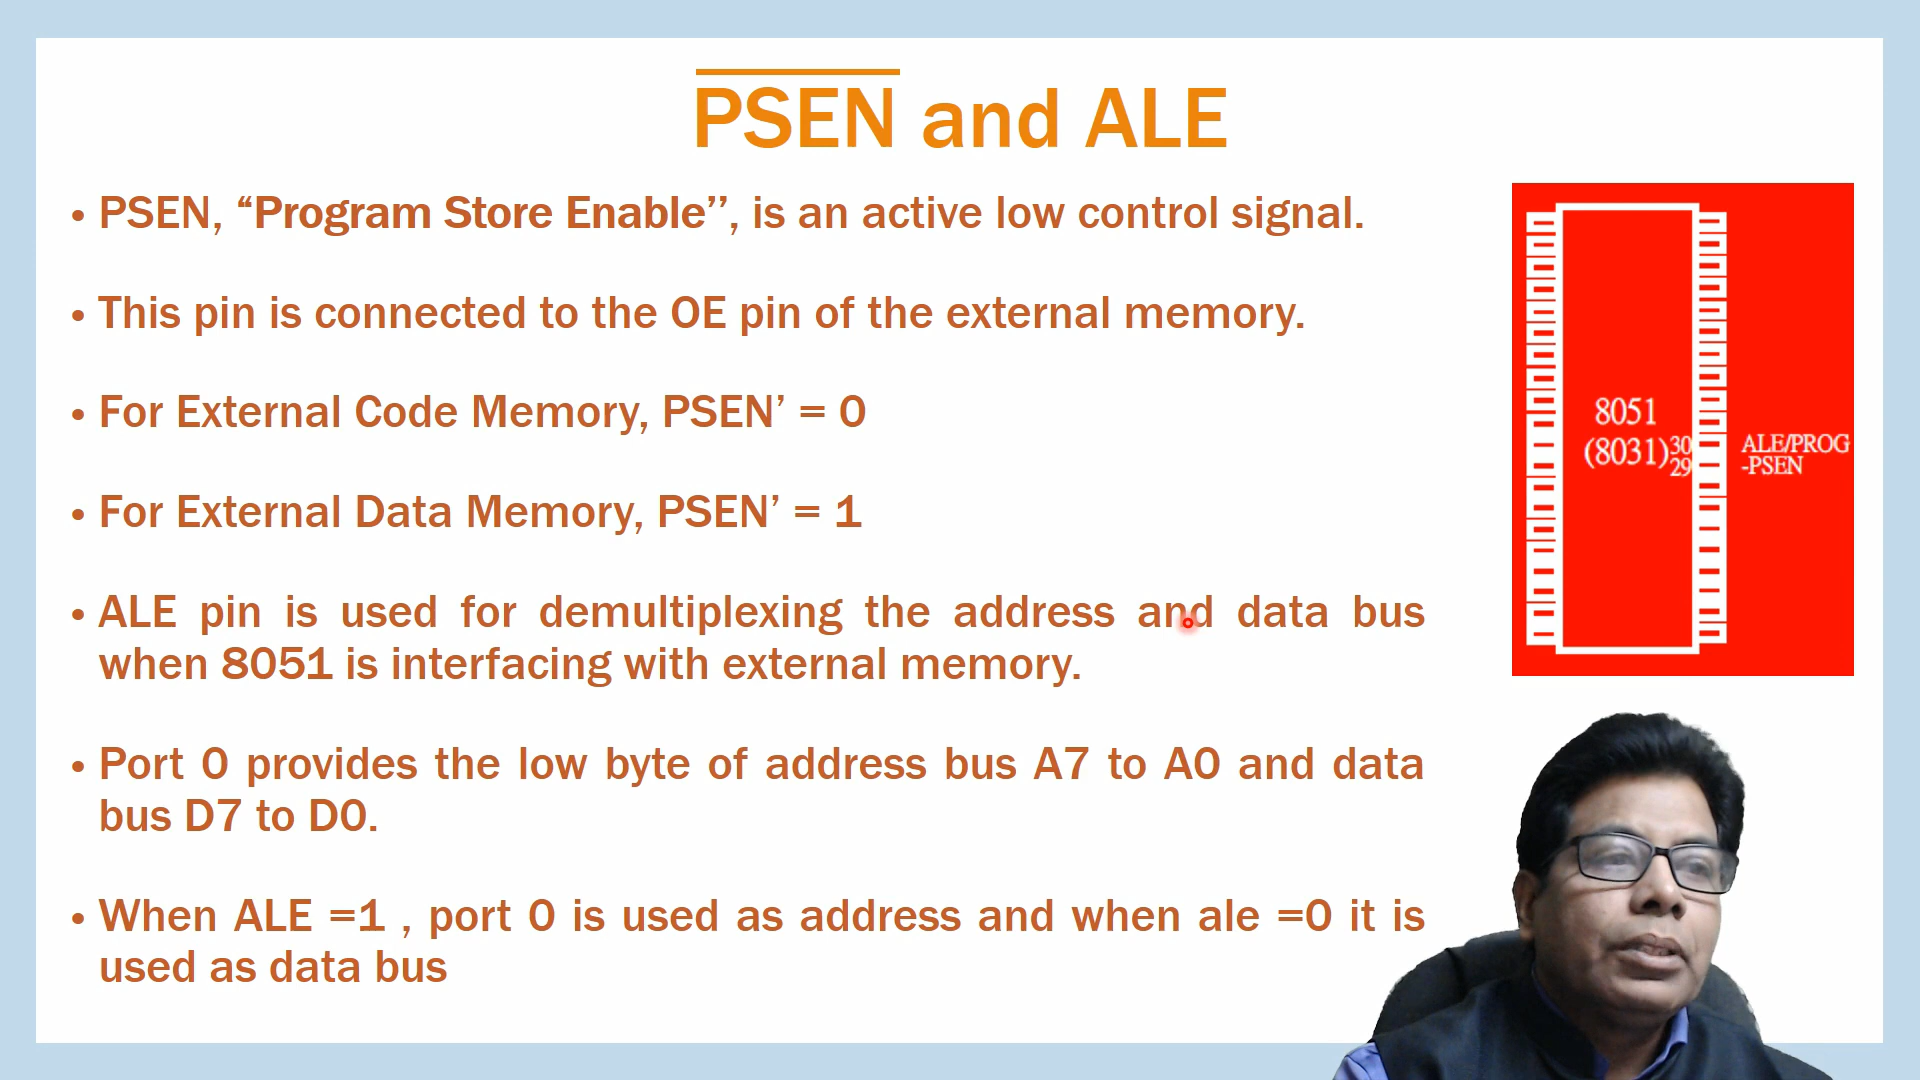 PSEN and ALE
• PSEN, “Program Store Enable’’, is an active low control signal.
• This pin is connected to the OE pin of the external memory.
• For External Code Memory, PSEN’ = 0
• For External Data Memory, PSEN’ = 1
• ALE pin is used for demultiplexing the address and data bus
when 8051 is interfacing with external memory.
• Port 0 provides the low byte of address bus A7 to A0 and data
bus D7 to D0.
• When ALE =1 , port 0 is used as address and when ale =0 it is
used as data bus
8051
(8031)
30
29
ALE/PROG
-PSEN